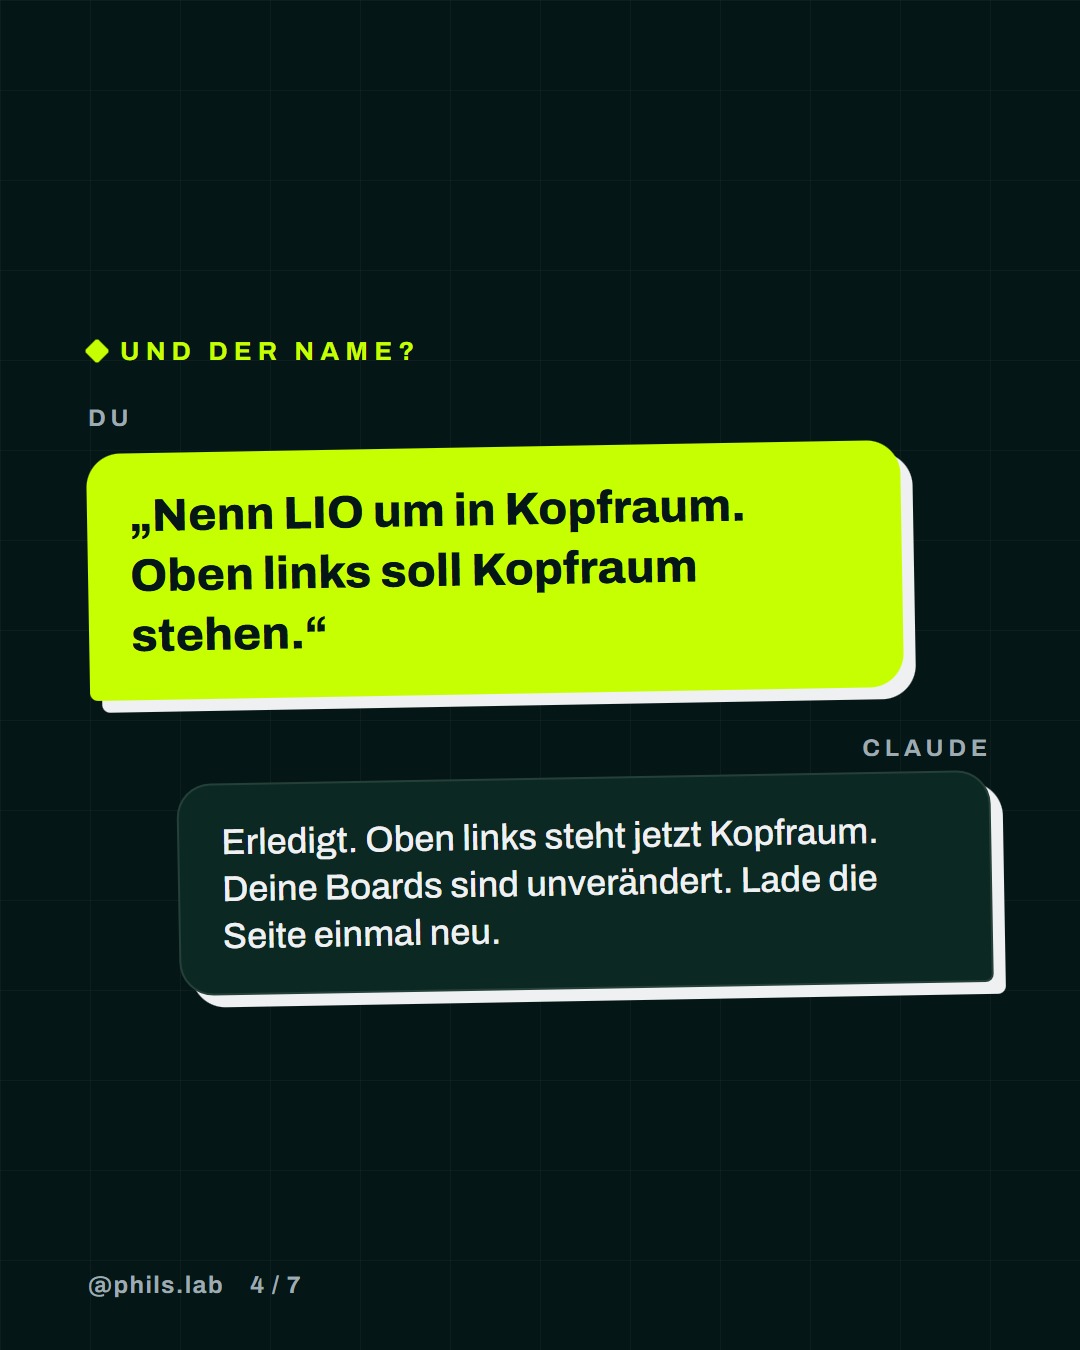 UND DER NAME?
DU
„Nenn LIO um in Kopfraum.
Oben links soll Kopfraum
stehen.“
CLAUDE
Erledigt. Oben links steht jetzt Kopfraum.
Deine Boards sind unverändert. Lade die
Seite einmal neu.
@phils.lab 4 / 7